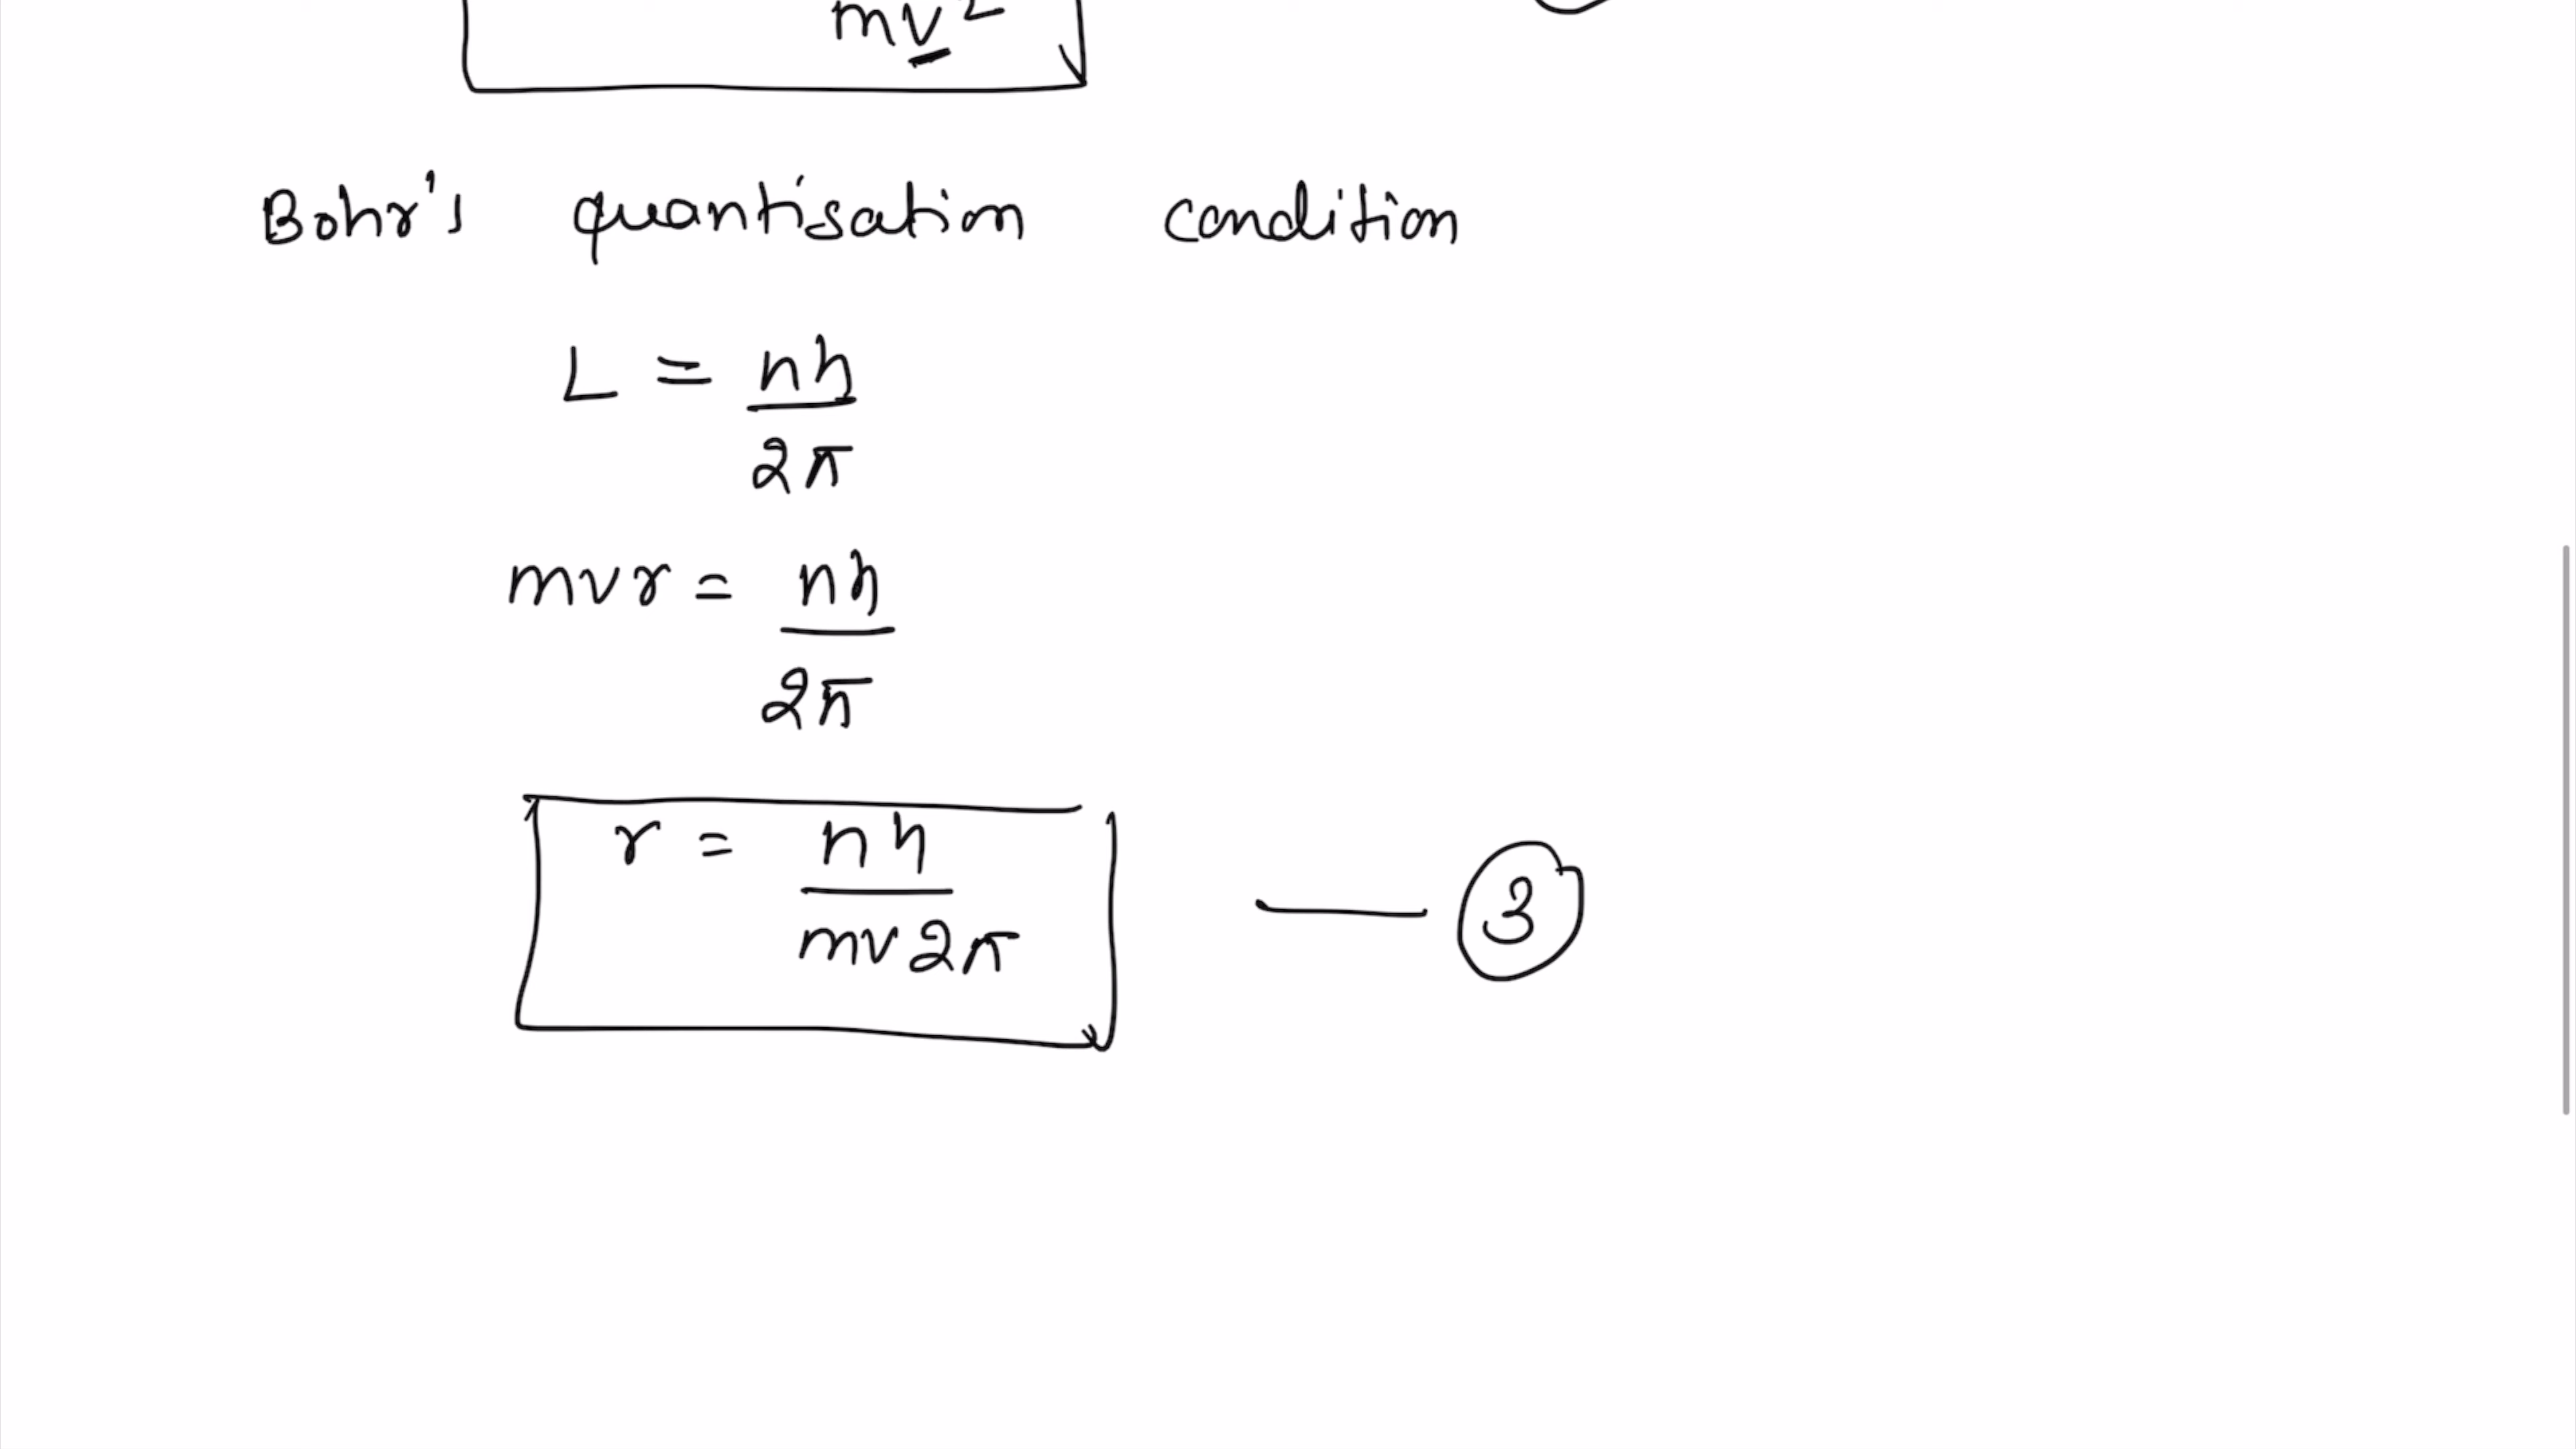 mv²
Bohr's quantisation condition
L = nh
2π
mvr = nh
2π
r = nh
mv2π
3